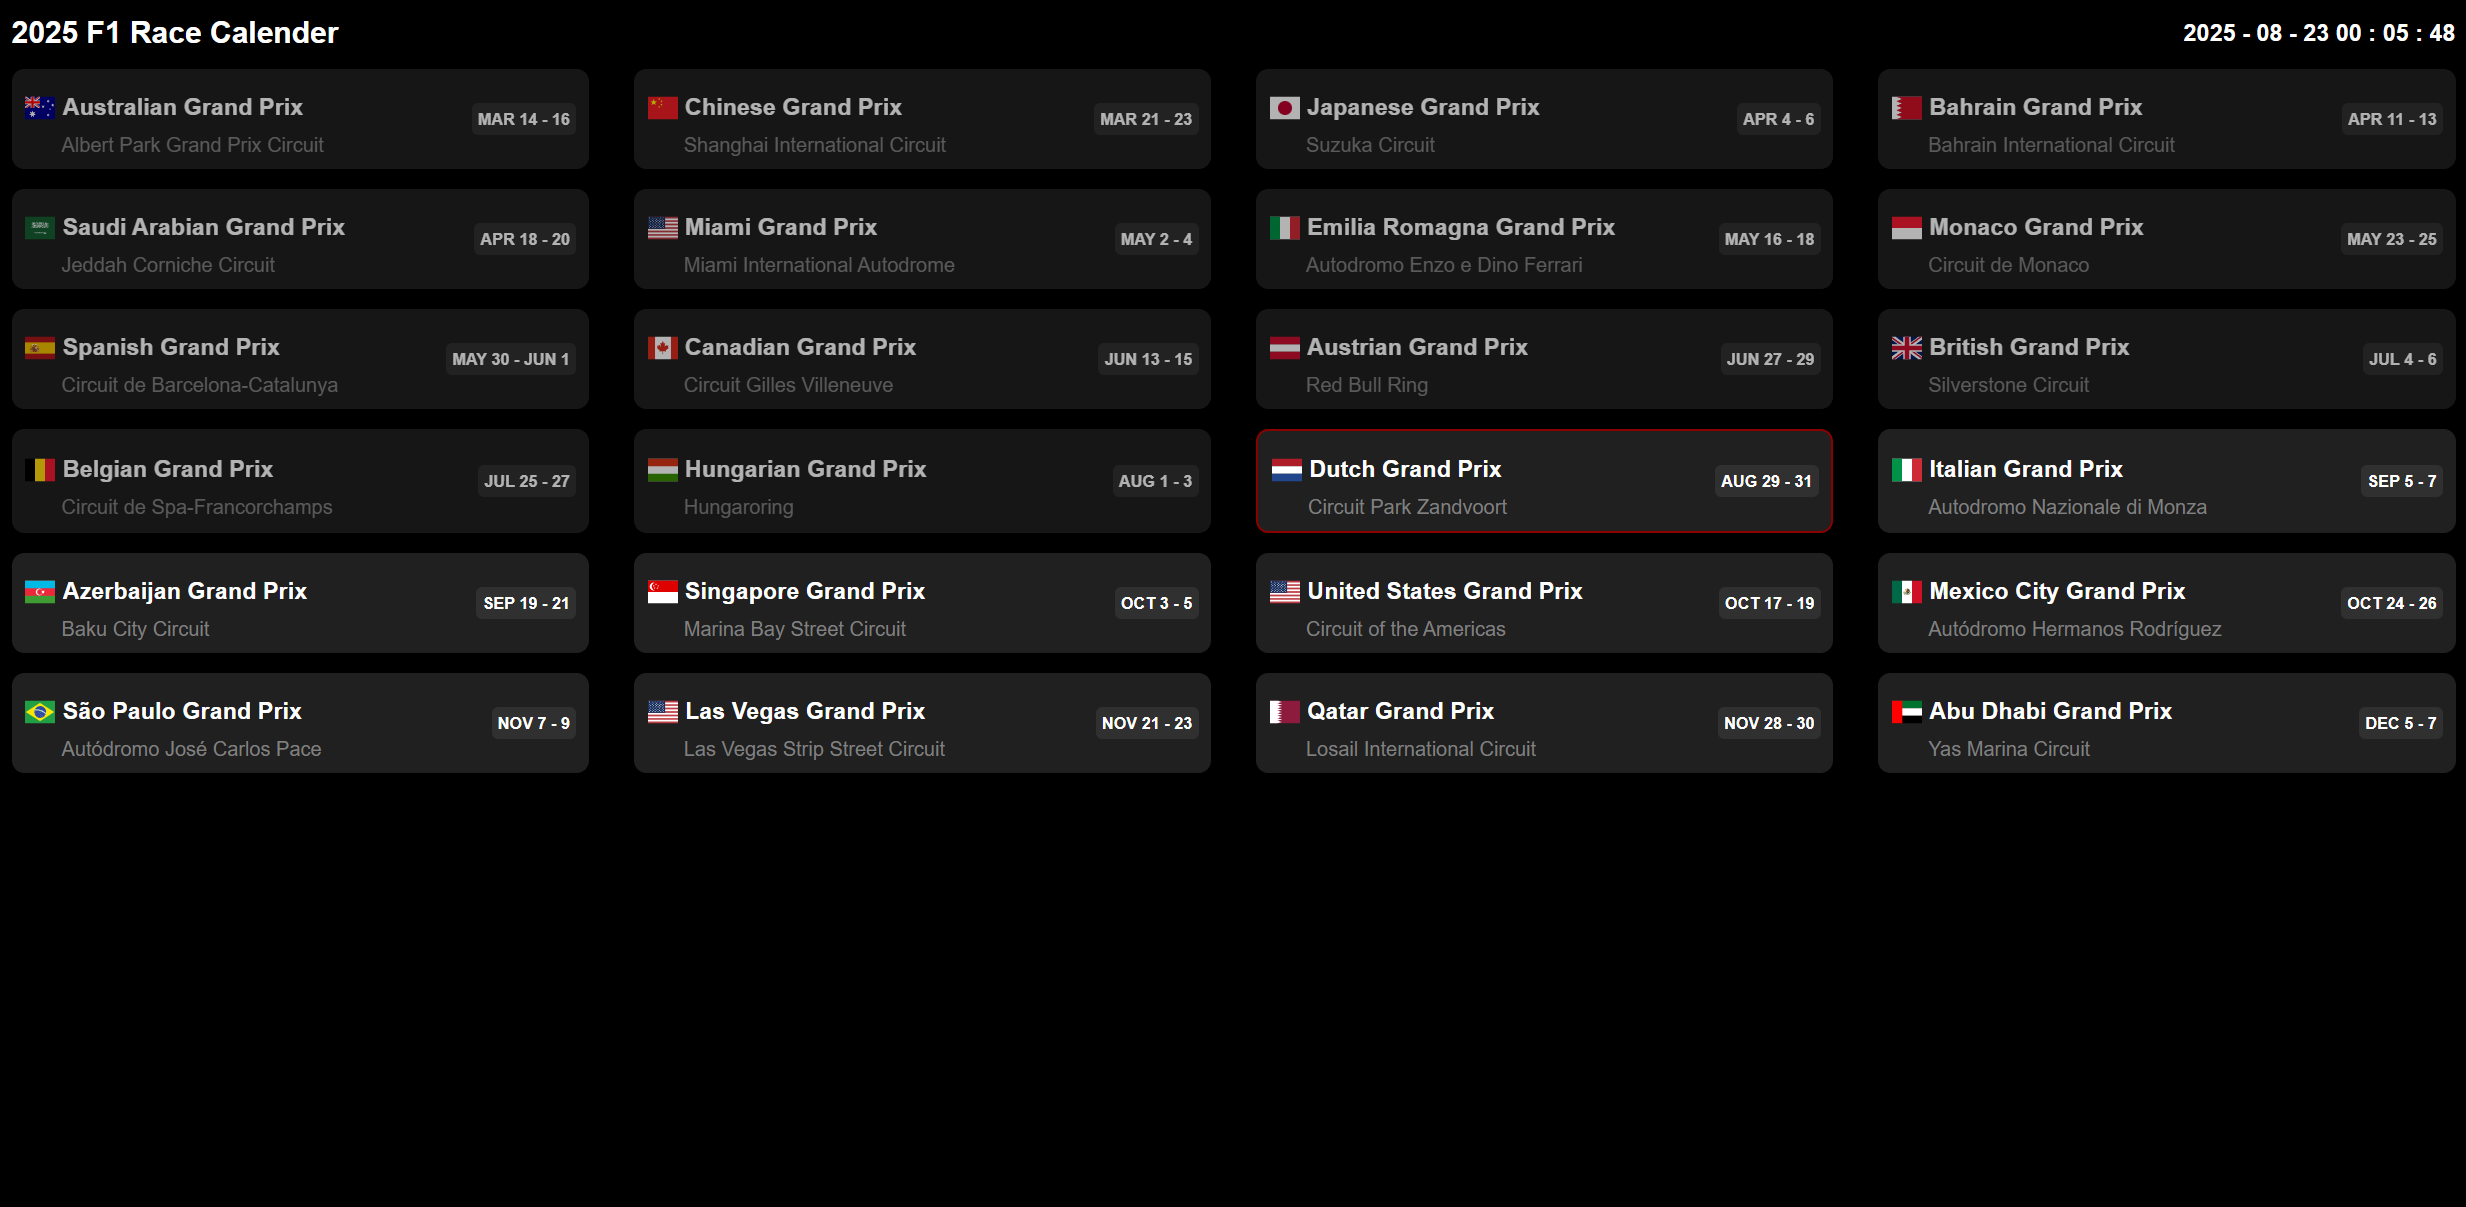 2025 F1 Race Calender
2025 - 08 - 23 00 : 05 : 48
Australian Grand Prix
Albert Park Grand Prix Circuit
MAR 14 - 16
Chinese Grand Prix
Shanghai International Circuit
MAR 21 - 23
Japanese Grand Prix
Suzuka Circuit
APR 4 - 6
Bahrain Grand Prix
Bahrain International Circuit
APR 11 - 13
Saudi Arabian Grand Prix
Jeddah Corniche Circuit
APR 18 - 20
Miami Grand Prix
Miami International Autodrome
MAY 2 - 4
Emilia Romagna Grand Prix
Autodromo Enzo e Dino Ferrari
MAY 16 - 18
Monaco Grand Prix
Circuit de Monaco
MAY 23 - 25
Spanish Grand Prix
Circuit de Barcelona-Catalunya
MAY 30 - JUN 1
Canadian Grand Prix
Circuit Gilles Villeneuve
JUN 13 - 15
Austrian Grand Prix
Red Bull Ring
JUN 27 - 29
British Grand Prix
Silverstone Circuit
JUL 4 - 6
Belgian Grand Prix
Circuit de Spa-Francorchamps
JUL 25 - 27
Hungarian Grand Prix
Hungaroring
AUG 1 - 3
Dutch Grand Prix
Circuit Park Zandvoort
AUG 29 - 31
Italian Grand Prix
Autodromo Nazionale di Monza
SEP 5 - 7
Azerbaijan Grand Prix
Baku City Circuit
SEP 19 - 21
Singapore Grand Prix
Marina Bay Street Circuit
OCT 3 - 5
United States Grand Prix
Circuit of the Americas
OCT 17 - 19
Mexico City Grand Prix
Autódromo Hermanos Rodríguez
OCT 24 - 26
São Paulo Grand Prix
Autódromo José Carlos Pace
NOV 7 - 9
Las Vegas Grand Prix
Las Vegas Strip Street Circuit
NOV 21 - 23
Qatar Grand Prix
Losail International Circuit
NOV 28 - 30
Abu Dhabi Grand Prix
Yas Marina Circuit
DEC 5 - 7